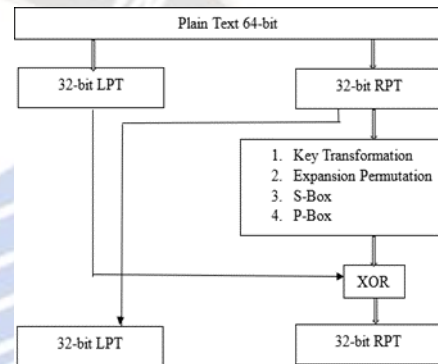 Plain Text 64-bit
32-bit LPT
32-bit RPT
1. Key Transformation
2. Expansion Permutation
3. S-Box
4. P-Box
XOR
32-bit LPT
32-bit RPT